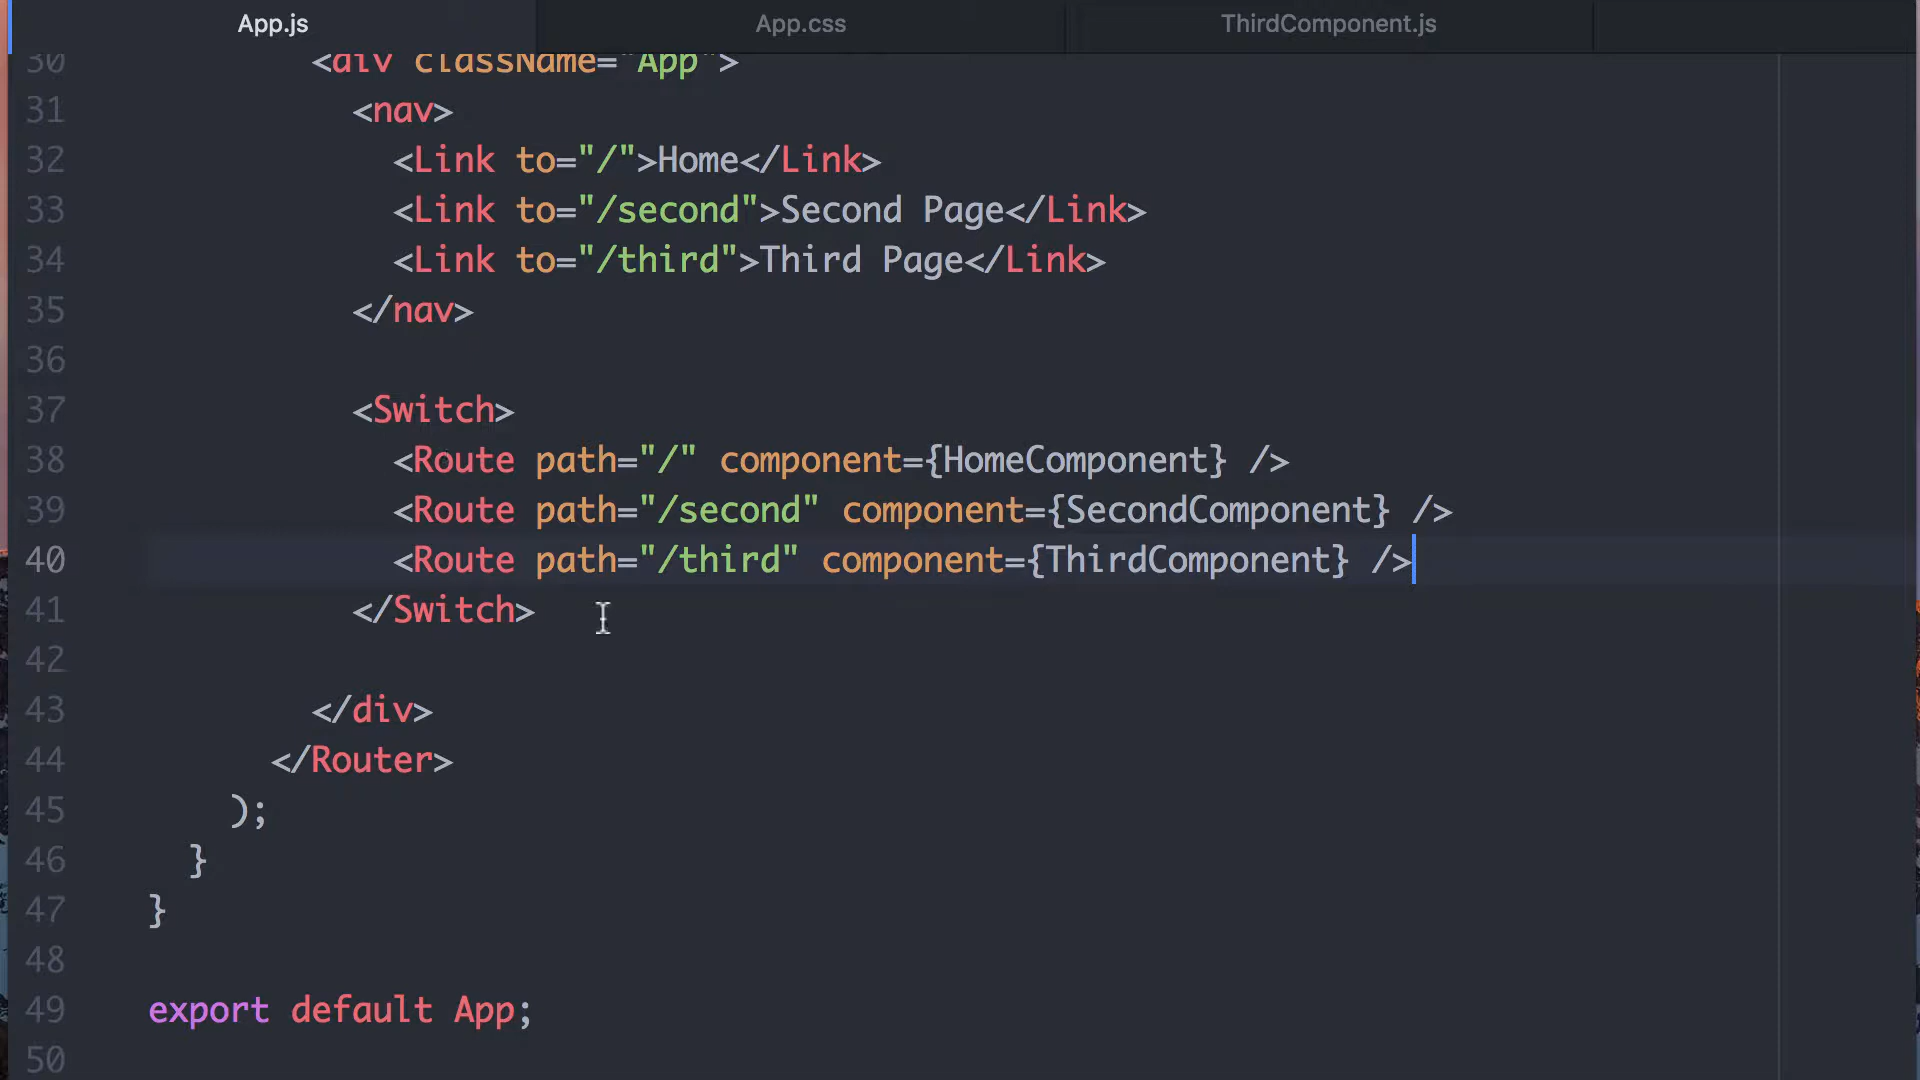 App.js App.css ThirdComponent.js
30 <div className="App">
31 <nav>
32 <Link to="/">Home</Link>
33 <Link to="/second">Second Page</Link>
34 <Link to="/third">Third Page</Link>
35 </nav>
36
37 <Switch>
38 <Route path="/" component={HomeComponent} />
39 <Route path="/second" component={SecondComponent} />
40 <Route path="/third" component={ThirdComponent} />
41 </Switch>
42
43 </div>
44 </Router>
45 );
46 }
47 }
48
49 export default App;
50